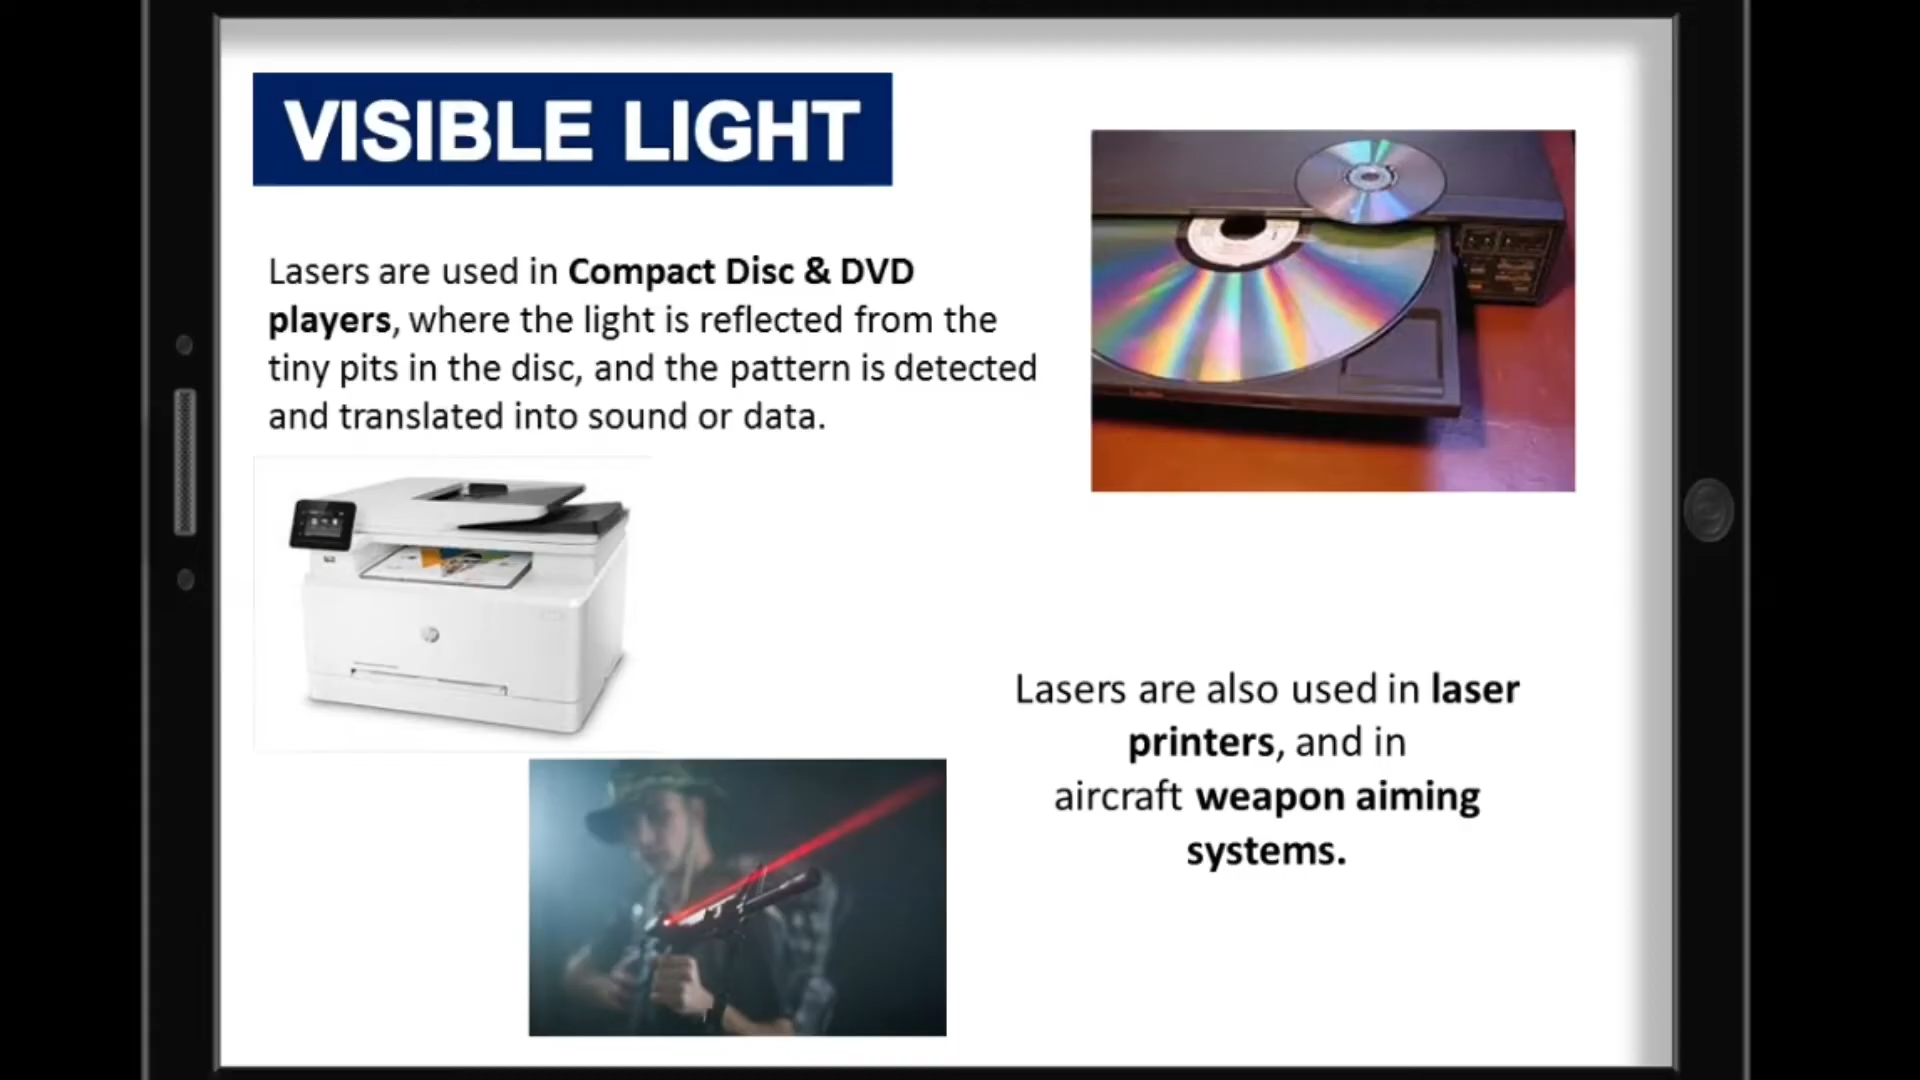 VISIBLE LIGHT
Lasers are used in Compact Disc & DVD
players, where the light is reflected from the
tiny pits in the disc, and the pattern is detected
and translated into sound or data.
hp
Lasers are also used in laser
printers, and in
aircraft weapon aiming
systems.